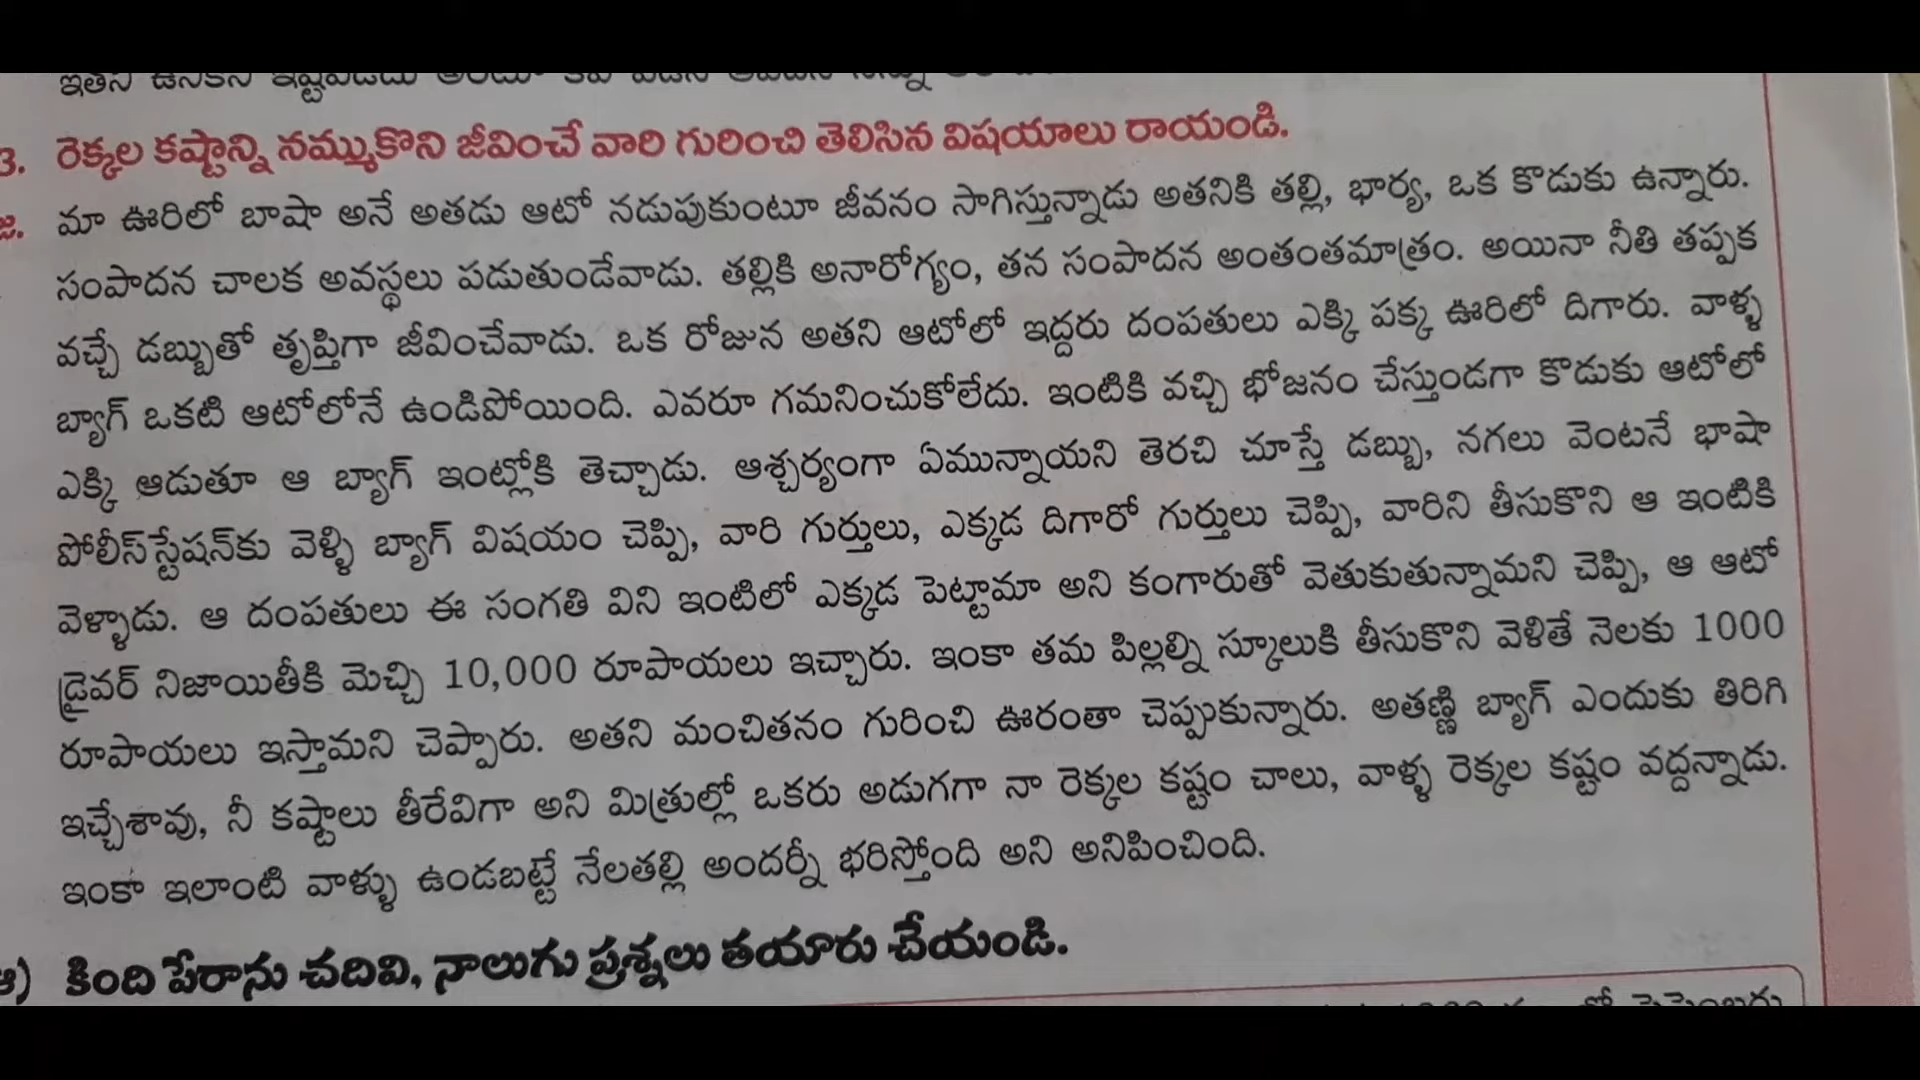 3. రెక్కల కష్టాన్ని నమ్ముకొని జీవించే వారి గురించి తెలిసిన విషయాలు రాయండి.
జ. మా ఊరిలో బాషా అనే అతడు ఆటో నడుపుకుంటూ జీవనం సాగిస్తున్నాడు అతనికి తల్లి, భార్య, ఒక కొడుకు ఉన్నారు.
సంపాదన చాలక అవస్థలు పడుతుండేవాడు. తల్లికి అనారోగ్యం, తన సంపాదన అంతంతమాత్రం. అయినా నీతి తప్పక
వచ్చే డబ్బుతో తృప్తిగా జీవించేవాడు. ఒక రోజున అతని ఆటోలో ఇద్దరు దంపతులు ఎక్కి పక్క ఊరిలో దిగారు. వాళ్ళ
బ్యాగ్ ఒకటి ఆటోలోనే ఉండిపోయింది. ఎవరూ గమనించుకోలేదు. ఇంటికి వచ్చి భోజనం చేస్తుండగా కొడుకు ఆటోలో
ఎక్కి ఆడుతూ ఆ బ్యాగ్ ఇంట్లోకి తెచ్చాడు. ఆశ్చర్యంగా ఏమున్నాయని తెరచి చూస్తే డబ్బు, నగలు వెంటనే భాషా
పోలీస్‌స్టేషన్‌కు వెళ్ళి బ్యాగ్ విషయం చెప్పి, వారి గుర్తులు, ఎక్కడ దిగారో గుర్తులు చెప్పి, వారిని తీసుకొని ఆ ఇంటికి
వెళ్ళాడు. ఆ దంపతులు ఈ సంగతి విని ఇంటిలో ఎక్కడ పెట్టామా అని కంగారుతో వెతుకుతున్నామని చెప్పి, ఆ ఆటో
డ్రైవర్ నిజాయితీకి మెచ్చి 10,000 రూపాయలు ఇచ్చారు. ఇంకా తమ పిల్లల్ని స్కూలుకి తీసుకొని వెళితే నెలకు 1000
రూపాయలు ఇస్తామని చెప్పారు. అతని మంచితనం గురించి ఊరంతా చెప్పుకున్నారు. అతణ్ణి బ్యాగ్ ఎందుకు తిరిగి
ఇచ్చేశావు, నీ కష్టాలు తీరేవిగా అని మిత్రుల్లో ఒకరు అడుగగా నా రెక్కల కష్టం చాలు, వాళ్ళ రెక్కల కష్టం వద్దన్నాడు.
ఇంకా ఇలాంటి వాళ్ళు ఉండబట్టే నేలతల్లి అందర్నీ భరిస్తోంది అని అనిపించింది.
ఆ) కింది పేరాను చదివి, నాలుగు ప్రశ్నలు తయారు చేయండి.